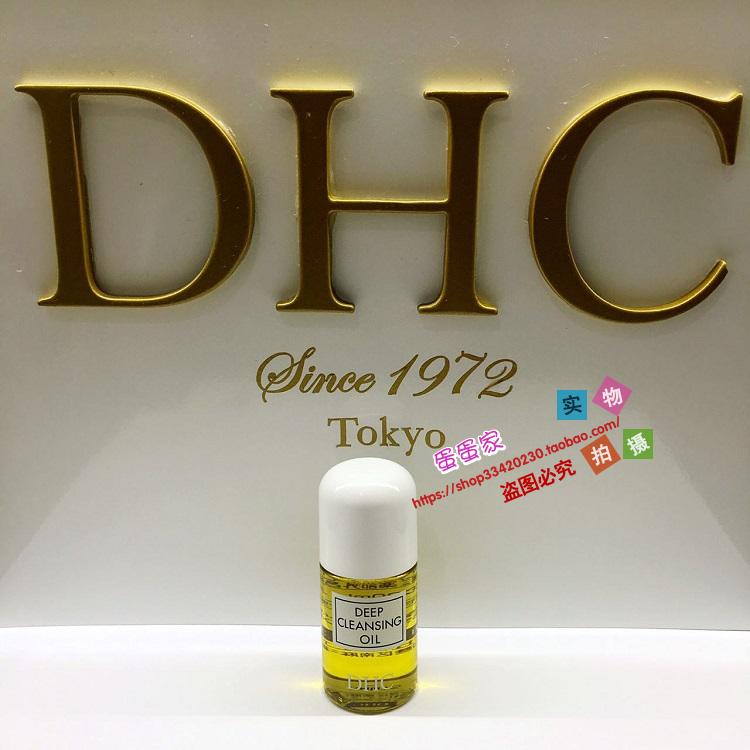 DHC
Since 1972
Tokyo
实物
拍摄
蛋蛋家
https://shop33420230.taobao.com/
盗图必究
DEEP
CLEANSING
OIL
DHC